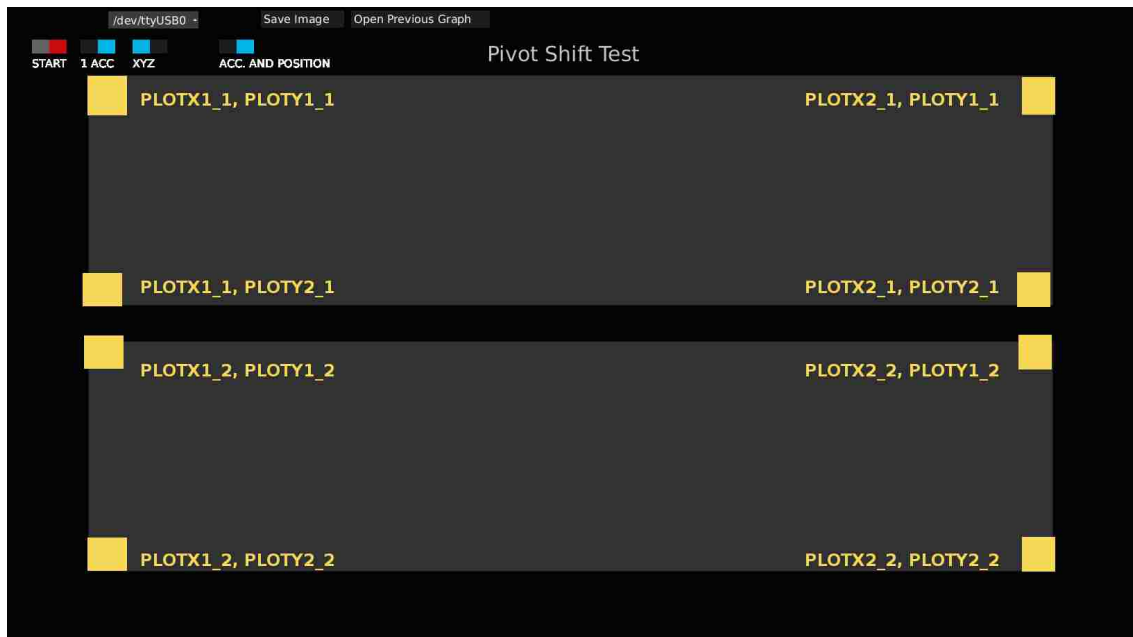 /dev/ttyUSB0 Save Image Open Previous Graph
Pivot Shift Test
START 1 ACC XYZ ACC. AND POSITION
PLOTX1_1, PLOTY1_1 PLOTX2_1, PLOTY1_1
PLOTX1_1, PLOTY2_1 PLOTX2_1, PLOTY2_1
PLOTX1_2, PLOTY1_2 PLOTX2_2, PLOTY1_2
PLOTX1_2, PLOTY2_2 PLOTX2_2, PLOTY2_2